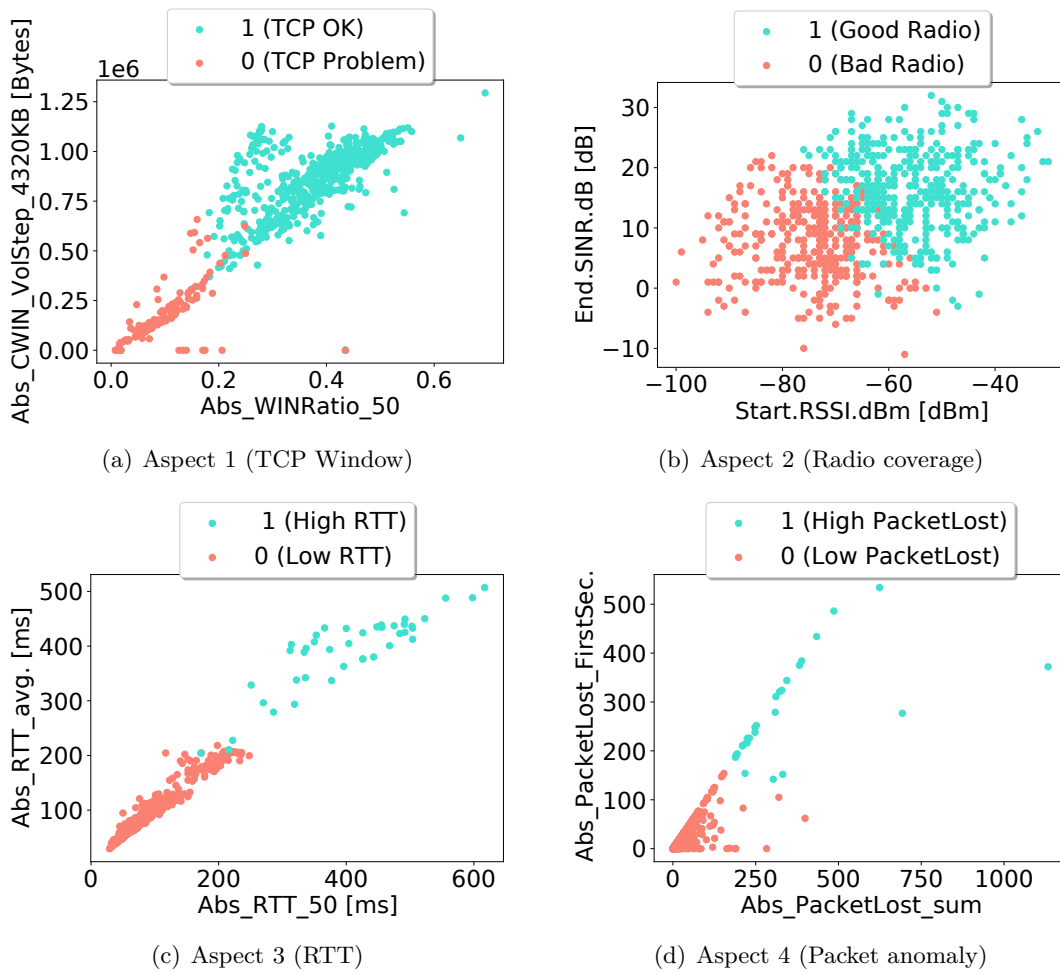 1 (TCP OK)
0 (TCP Problem)
1e6
1.25
1.00
0.75
0.50
0.25
0.00
0.0 0.2 0.4 0.6
Abs_WINRatio_50
Abs_CWIN_VolStep_4320KB [Bytes]
(a) Aspect 1 (TCP Window)
1 (Good Radio)
0 (Bad Radio)
30
20
10
0
−10
−100 −80 −60 −40
Start.RSSI.dBm [dBm]
End.SINR.dB [dB]
(b) Aspect 2 (Radio coverage)
1 (High RTT)
0 (Low RTT)
500
400
300
200
100
0 200 400 600
Abs_RTT_50 [ms]
Abs_RTT_avg. [ms]
(c) Aspect 3 (RTT)
1 (High PacketLost)
0 (Low PacketLost)
500
400
300
200
100
0
0 250 500 750 1000
Abs_PacketLost_sum
Abs_PacketLost_FirstSec.
(d) Aspect 4 (Packet anomaly)